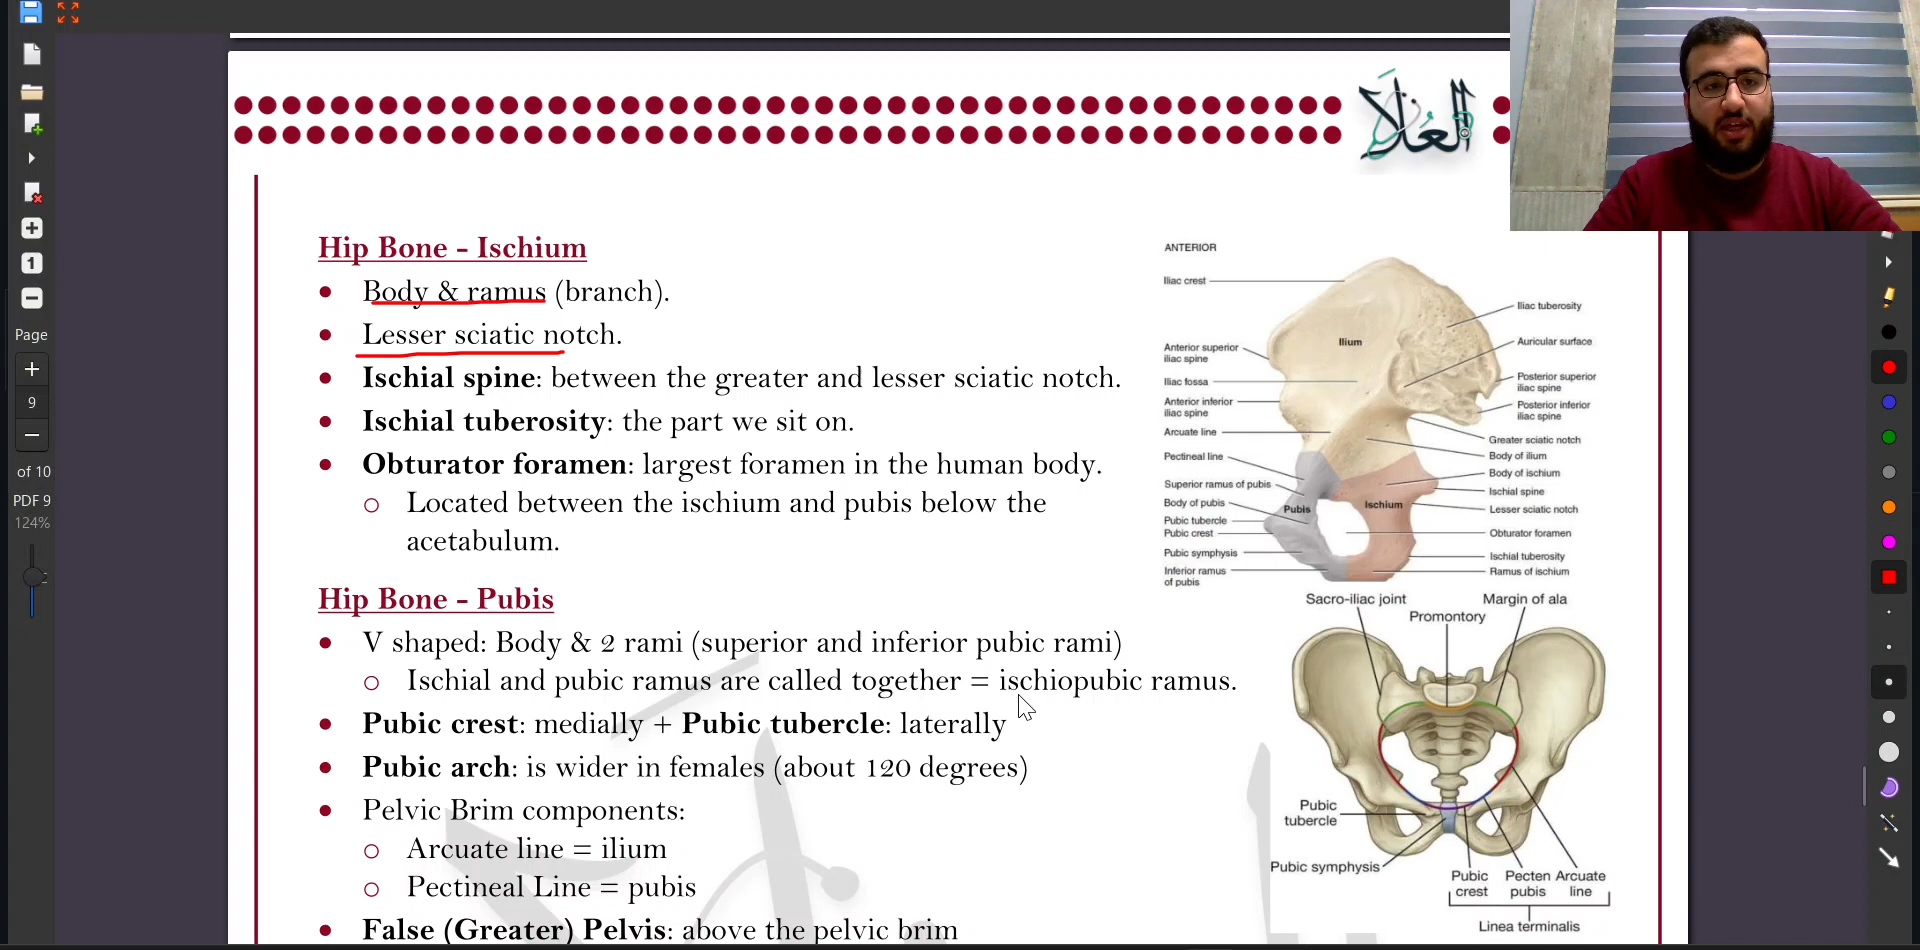 العُلا
Hip Bone - Ischium
• Body & ramus (branch).
• Lesser sciatic notch.
• Ischial spine: between the greater and lesser sciatic notch.
• Ischial tuberosity: the part we sit on.
• Obturator foramen: largest foramen in the human body.
o Located between the ischium and pubis below the
acetabulum.
Hip Bone - Pubis
• V shaped: Body & 2 rami (superior and inferior pubic rami)
o Ischial and pubic ramus are called together = ischiopubic ramus.
• Pubic crest: medially + Pubic tubercle: laterally
• Pubic arch: is wider in females (about 120 degrees)
• Pelvic Brim components:
o Arcuate line = ilium
o Pectineal Line = pubis
• False (Greater) Pelvis: above the pelvic brim
ANTERIOR
Iliac crest
Anterior superior
iliac spine
Iliac fossa
Anterior inferior
iliac spine
Arcuate line
Pectineal line
Superior ramus of pubis
Body of pubis
Pubic tubercle
Pubic crest
Pubic symphysis
Inferior ramus
of pubis
Ilium
Pubis
Ischium
Iliac tuberosity
Auricular surface
Posterior superior
iliac spine
Posterior inferior
iliac spine
Greater sciatic notch
Body of ilium
Body of ischium
Ischial spine
Lesser sciatic notch
Obturator foramen
Ischial tuberosity
Ramus of ischium
Sacro-iliac joint
Promontory
Margin of ala
Pubic
tubercle
Pubic symphysis
Pubic
crest
Pecten
pubis
Arcuate
line
Linea terminalis
1
Page
9
of 10
PDF 9
124%